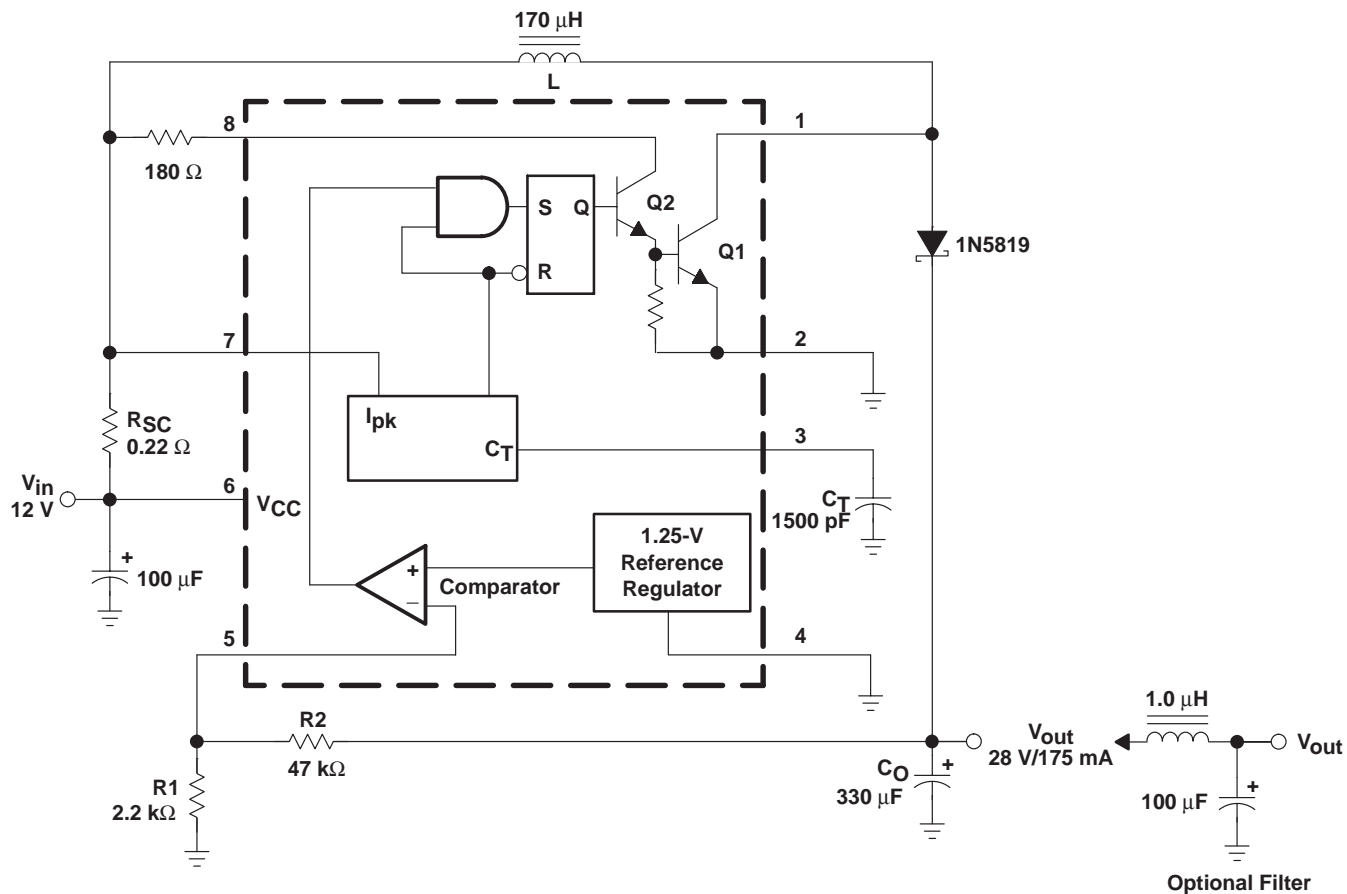 170 μH
L
8
1
180 Ω
S
Q
Q2
R
Q1
1N5819
7
2
Ipk
RSC
0.22 Ω
CT
3
Vin
12 V
6
VCC
CT
1500 pF
1.25-V
Reference
Regulator
+
100 μF
+
Comparator
–
5
4
R2
47 kΩ
R1
2.2 kΩ
Vout
28 V/175 mA
1.0 μH
Vout
CO
330 μF
+
100 μF
+
Optional Filter